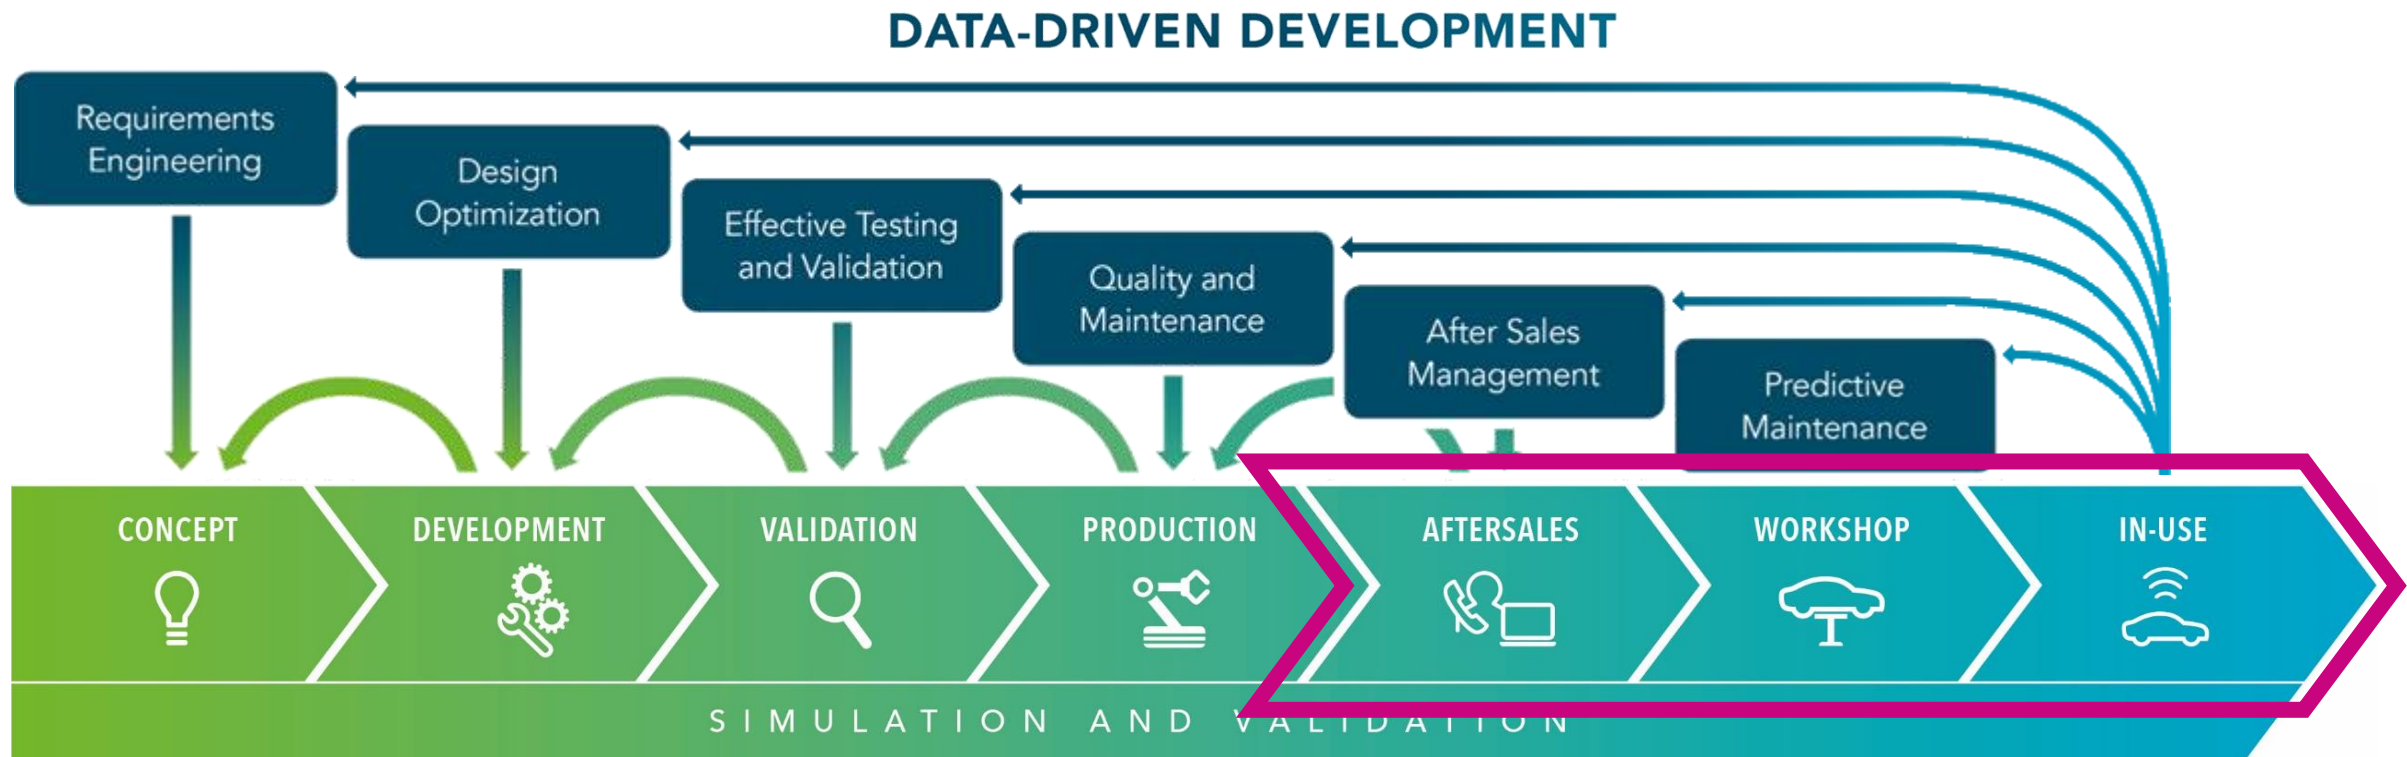 DATA-DRIVEN DEVELOPMENT
Requirements
Engineering
Design
Optimization
Effective Testing
and Validation
Quality and
Maintenance
After Sales
Management
Predictive
Maintenance
CONCEPT
DEVELOPMENT
VALIDATION
PRODUCTION
AFTERSALES
WORKSHOP
IN-USE
SIMULATION AND VALIDATION